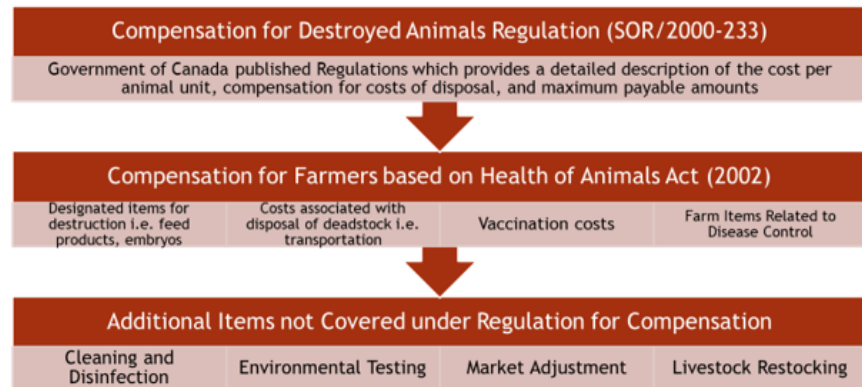 Compensation for Destroyed Animals Regulation (SOR/2000-233)
Government of Canada published Regulations which provides a detailed description of the cost per
animal unit, compensation for costs of disposal, and maximum payable amounts
Compensation for Farmers based on Health of Animals Act (2002)
Designated items for
destruction i.e. feed
products, embryos
Costs associated with
disposal of deadstock i.e.
transportation
Vaccination costs
Farm Items Related to
Disease Control
Additional Items not Covered under Regulation for Compensation
Cleaning and
Disinfection
Environmental Testing
Market Adjustment
Livestock Restocking